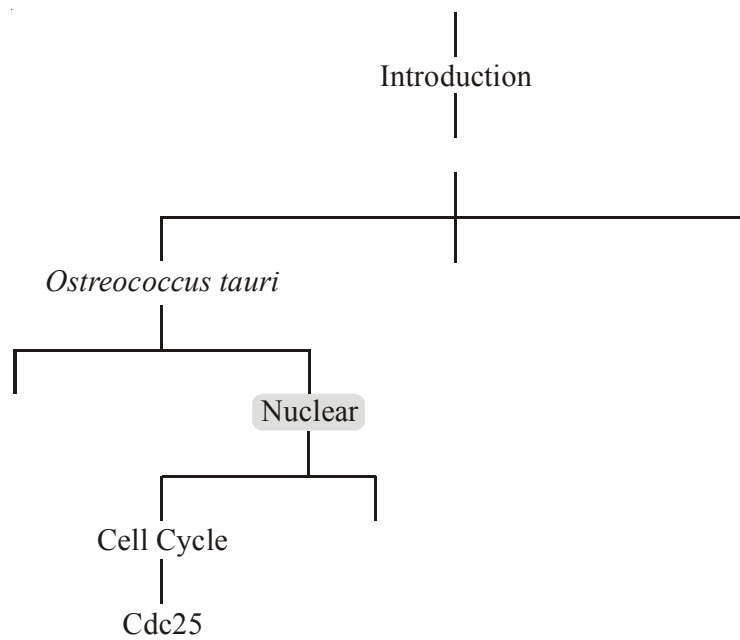 Introduction
Ostreococcus tauri
Nuclear
Cell Cycle
Cdc25